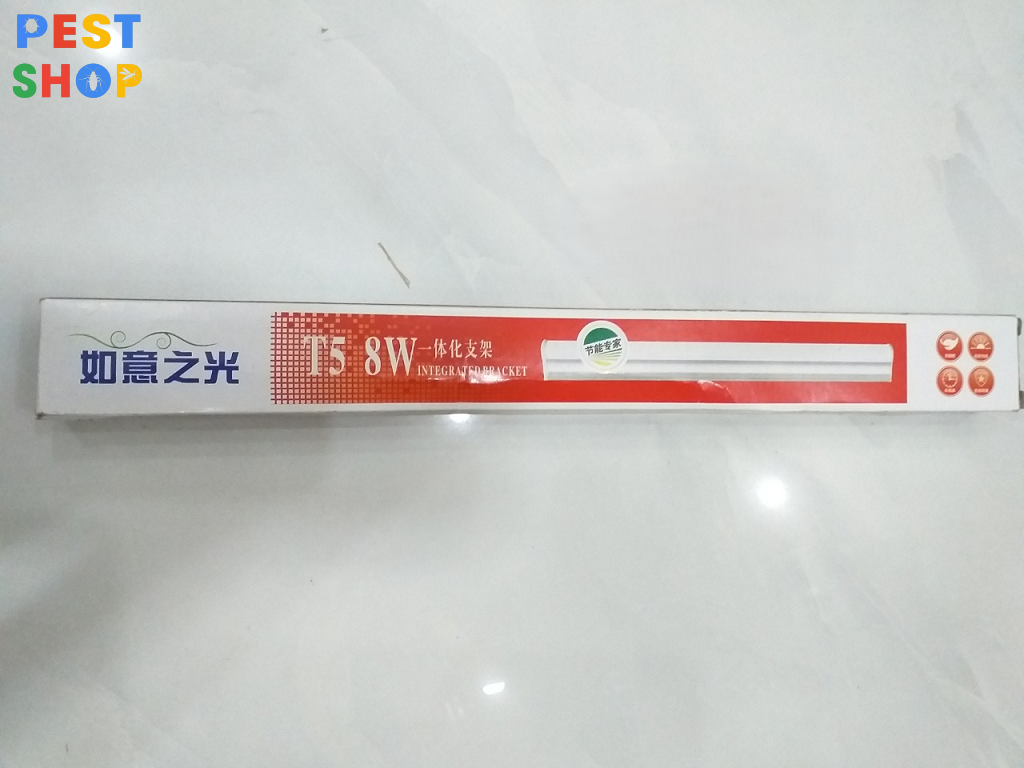 PEST
SHOP
如意之光
T5 8W一体化支架
INTEGRATED BRACKET
节能专家